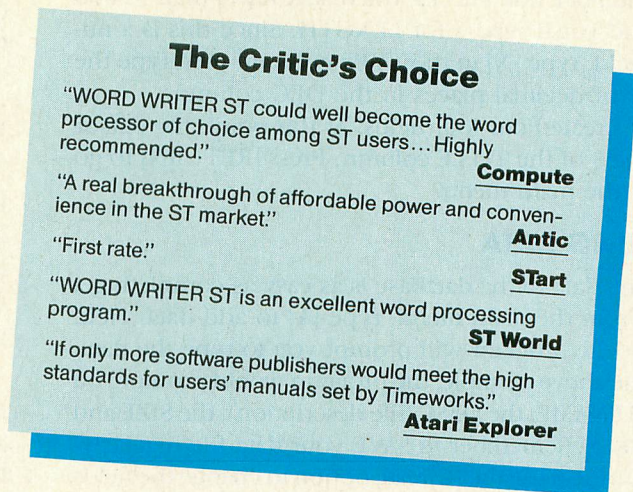 The Critic's Choice
“WORD WRITER ST could well become the word
processor of choice among ST users...Highly
recommended.”
Compute
“A real breakthrough of affordable power and conven-
ience in the ST market.”
Antic
“First rate.”
STart
“WORD WRITER ST is an excellent word processing
program.”
ST World
“If only more software publishers would meet the high
standards for users' manuals set by Timeworks.”
Atari Explorer